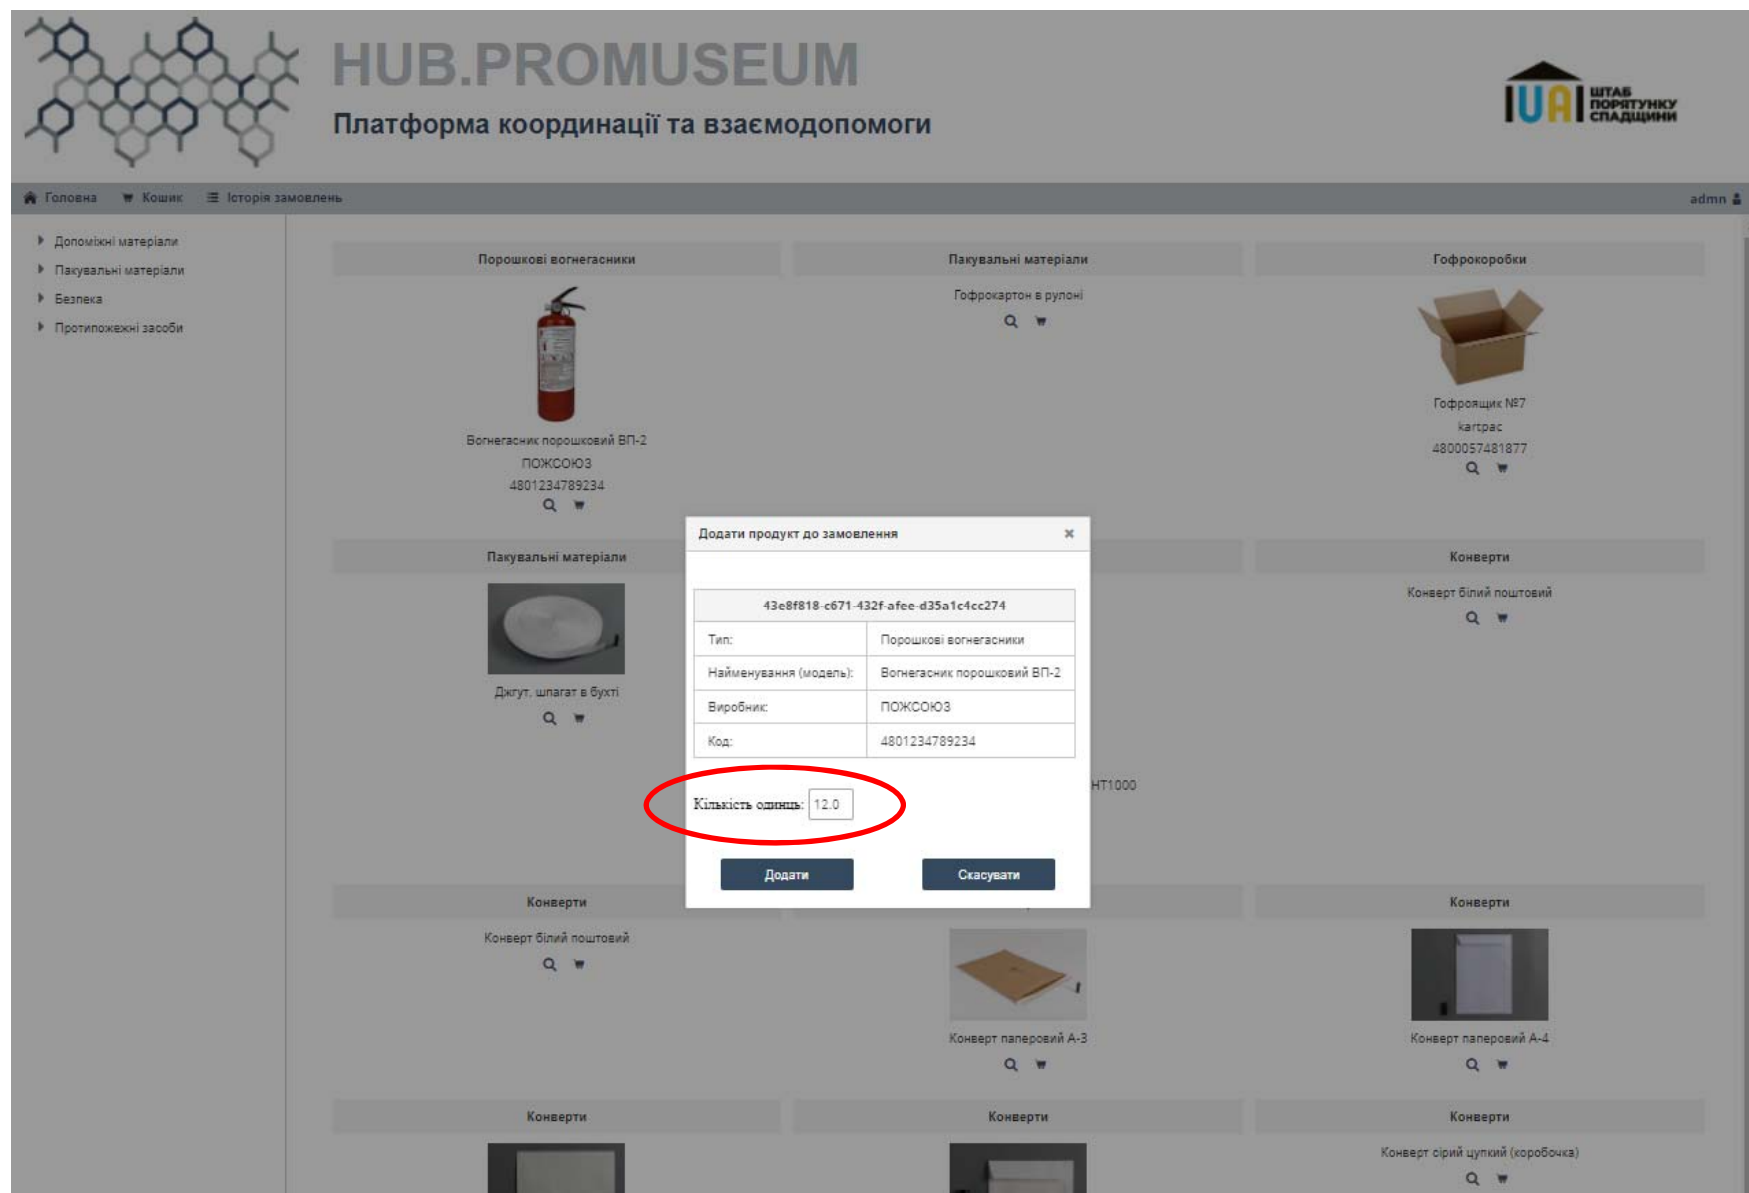 HUB.PROMUSEUM
Платформа координації та взаємодопомоги
UA
ШТАБ
ПОРЯТУНКУ
СПАДЩИНИ
Головна Кошик Історія замовлень admn
Допоміжні матеріали
Пакувальні матеріали
Безпека
Протипожежні засоби
Порошкові вогнегасники Пакувальні матеріали Гофрокоробки
Вогнегасник порошковий ВП-2
ПОЖСОЮЗ
4801234789234
Гофрокартон в рулоні
Гофроящик №7
kartpac
4800057481877
Пакувальні матеріали Конверти
Джгут, шпагат в бухті
НТ1000
Конверт білий поштовий
Додати продукт до замовлення
43e8f818-c671-432f-afee-d35a1c4cc274
Тип: Порошкові вогнегасники
Найменування (модель): Вогнегасник порошковий ВП-2
Виробник: ПОЖСОЮЗ
Код: 4801234789234
Кількість одинць: 12.0
Додати Скасувати
Конверти Конверти
Конверт білий поштовий
Конверт паперовий А-3
Конверт паперовий А-4
Конверти Конверти Конверти
Конверт сірий цупкий (коробочка)